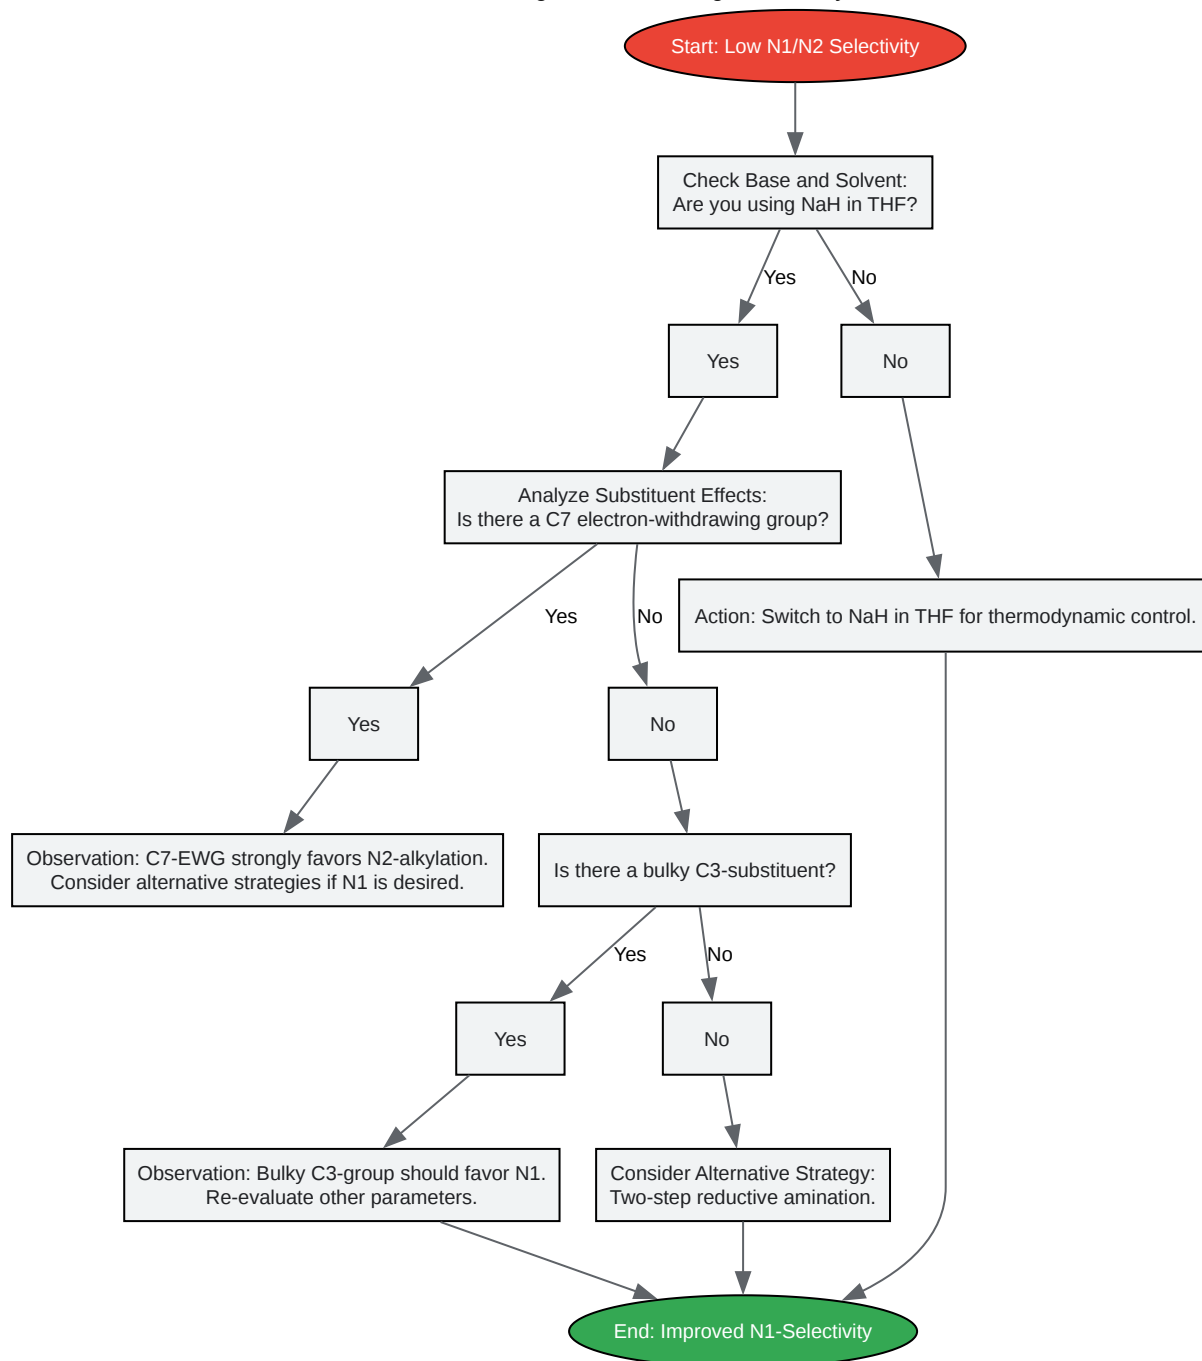 Start: Low N1/N2 Selectivity
Check Base and Solvent:
Are you using NaH in THF?
Yes
No
Yes
No
Analyze Substituent Effects:
Is there a C7 electron-withdrawing group?
Yes
No
Action: Switch to NaH in THF for thermodynamic control.
Yes
No
Observation: C7-EWG strongly favors N2-alkylation.
Consider alternative strategies if N1 is desired.
Is there a bulky C3-substituent?
Yes
No
Yes
No
Observation: Bulky C3-group should favor N1.
Re-evaluate other parameters.
Consider Alternative Strategy:
Two-step reductive amination.
End: Improved N1-Selectivity